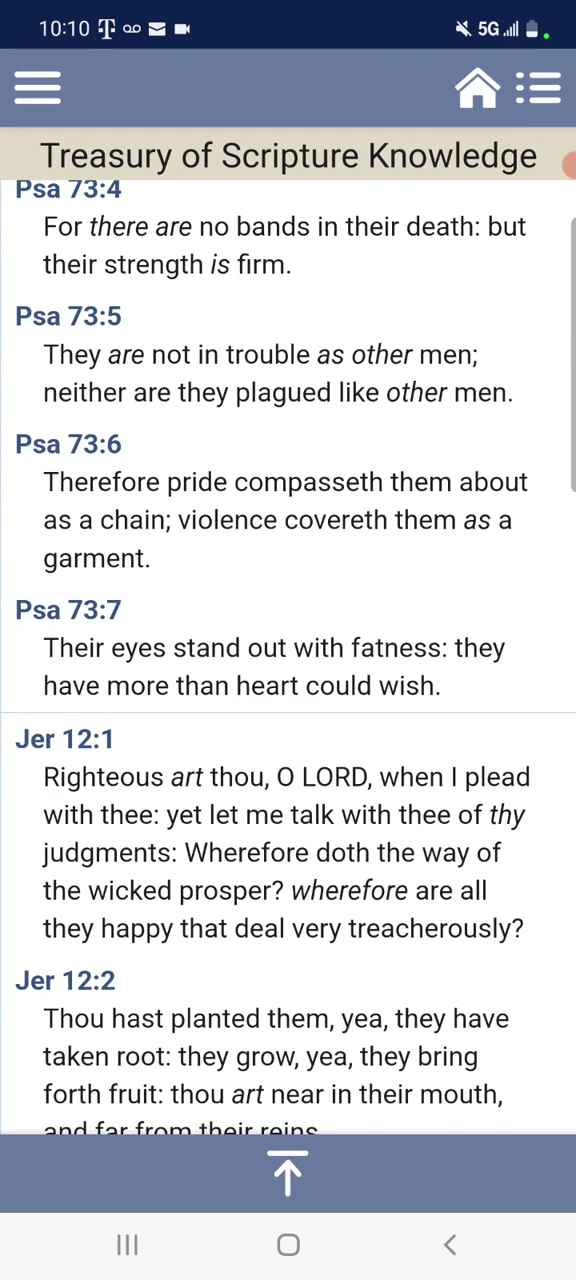 10:10
5G
Treasury of Scripture Knowledge
Psa 73:4
For there are no bands in their death: but
their strength is firm.
Psa 73:5
They are not in trouble as other men;
neither are they plagued like other men.
Psa 73:6
Therefore pride compasseth them about
as a chain; violence covereth them as a
garment.
Psa 73:7
Their eyes stand out with fatness: they
have more than heart could wish.
Jer 12:1
Righteous art thou, O LORD, when I plead
with thee: yet let me talk with thee of thy
judgments: Wherefore doth the way of
the wicked prosper? wherefore are all
they happy that deal very treacherously?
Jer 12:2
Thou hast planted them, yea, they have
taken root: they grow, yea, they bring
forth fruit: thou art near in their mouth,
and far from their reins